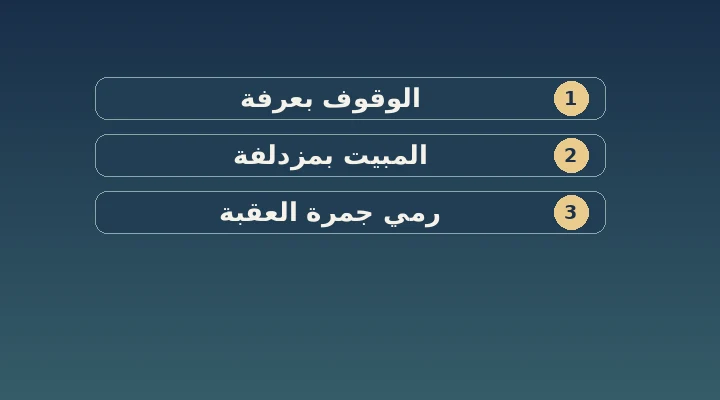 1 الوقوف بعرفة
2 المبيت بمزدلفة
3 رمي جمرة العقبة